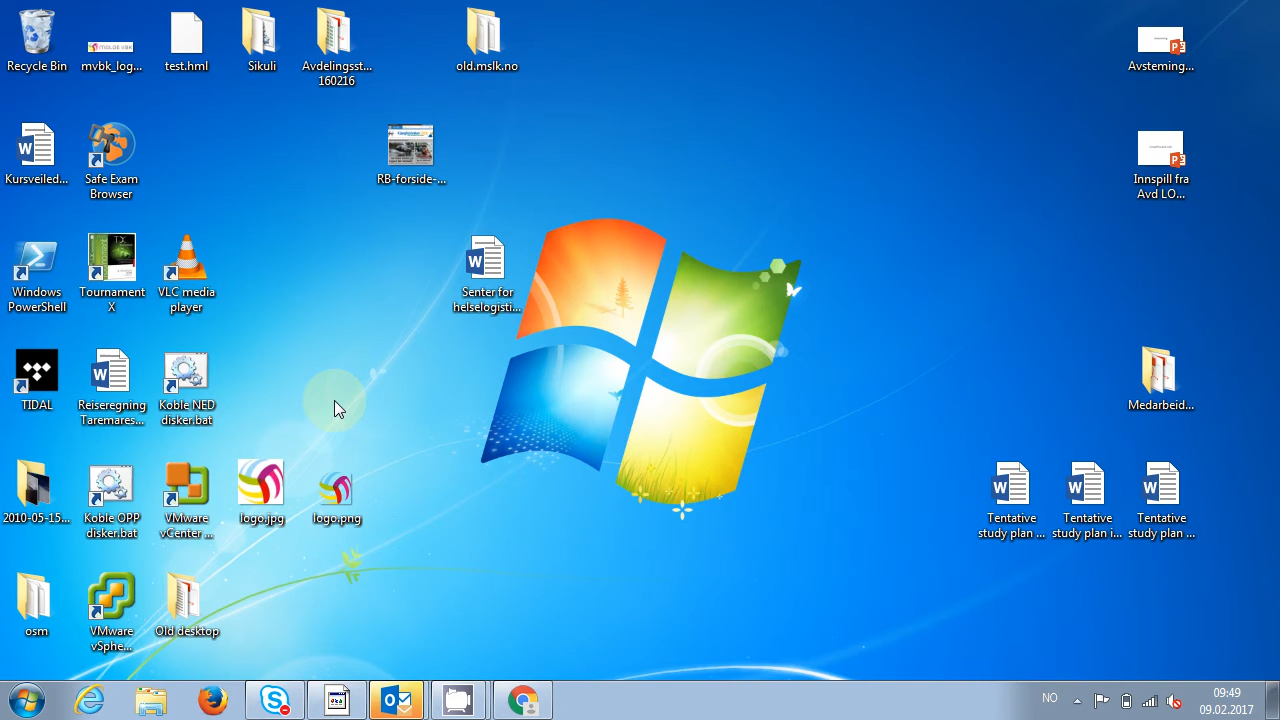 Recycle Bin
mvbk_log...
test.hml
Sikuli
Avdelingsst...
160216
old.mslk.no
Avsteming...
Kursveiled...
Safe Exam
Browser
RB-forside-...
Innspill fra
Avd LO...
Windows
PowerShell
Tournament
X
VLC media
player
Senter for
helselogisti...
TIDAL
Reiseregning
Taremares...
Koble NED
disker.bat
Medarbeid...
2010-05-15...
Koble OPP
disker.bat
VMware
vCenter ...
logo.jpg
logo.png
Tentative
study plan ...
Tentative
study plan i...
Tentative
study plan ...
osm
VMware
vSphe...
Old desktop
NO
09:49
09.02.2017